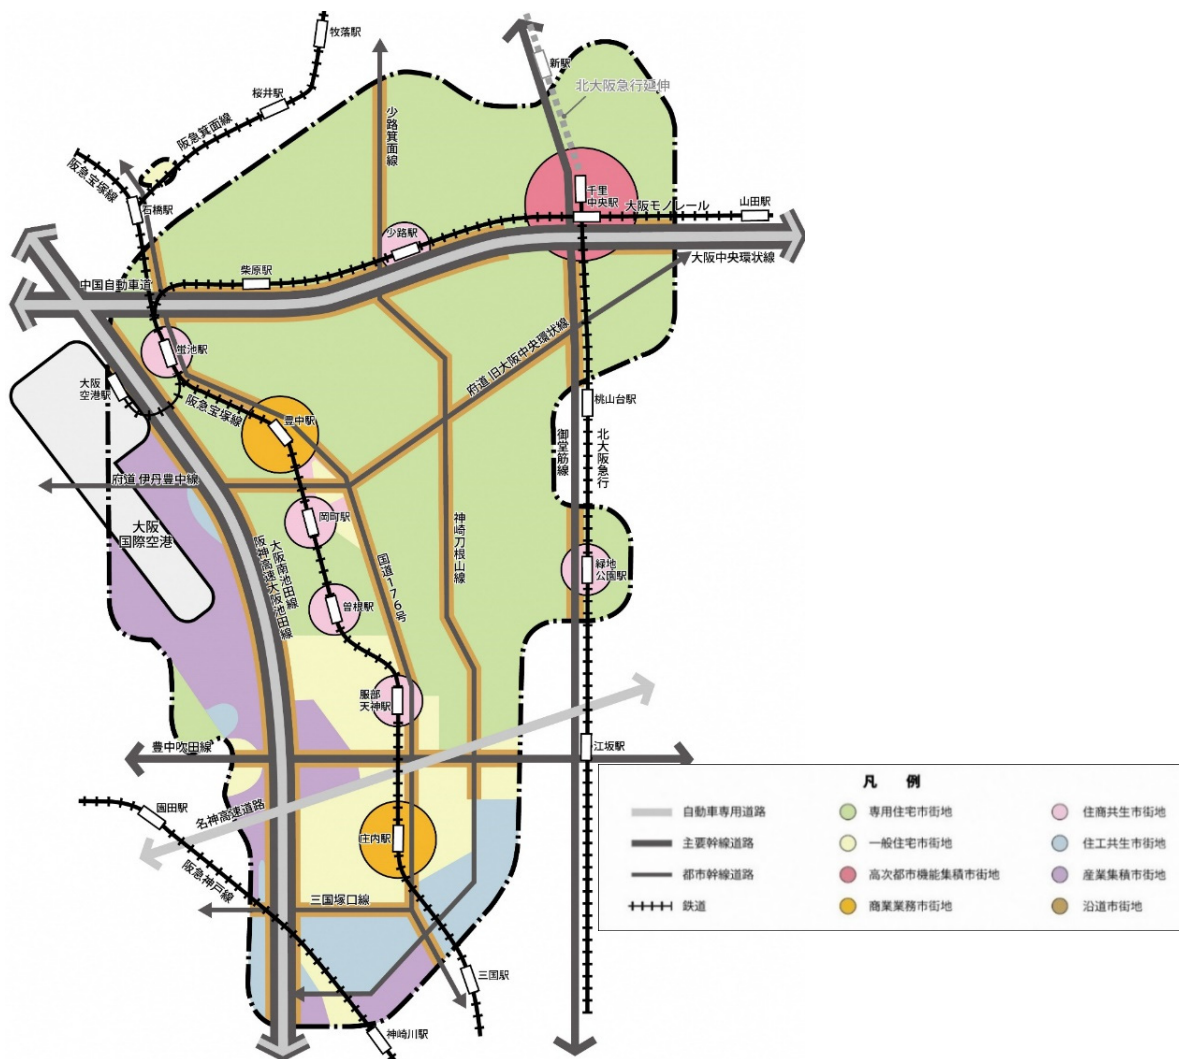 牧落駅
新駅
北大阪急行延伸
桜井駅
少路箕面線
阪急箕面線
阪急宝塚線
石橋駅
千里
中央駅
大阪モノレール
山田駅
少路駅
大阪中央環状線
柴原駅
中国自動車道
府道 旧大阪中央環状線
蛍池駅
大阪
空港駅
阪急宝塚線
豊中駅
桃山台駅
御堂筋線
北大阪急行
府道 伊丹豊中線
大阪
国際空港
岡町駅
神崎刀根山線
大阪南池田線
阪神高速大阪池田線
国道176号
緑地
公園駅
曽根駅
服部
天神駅
豊中吹田線
江坂駅
園田駅
名神高速道路
庄内駅
阪急神戸線
三国塚口線
三国駅
神崎川駅
凡 例
自動車専用道路
専用住宅市街地
住商共生市街地
主要幹線道路
一般住宅市街地
住工共生市街地
都市幹線道路
高次都市機能集積市街地
産業集積市街地
鉄道
商業業務市街地
沿道市街地